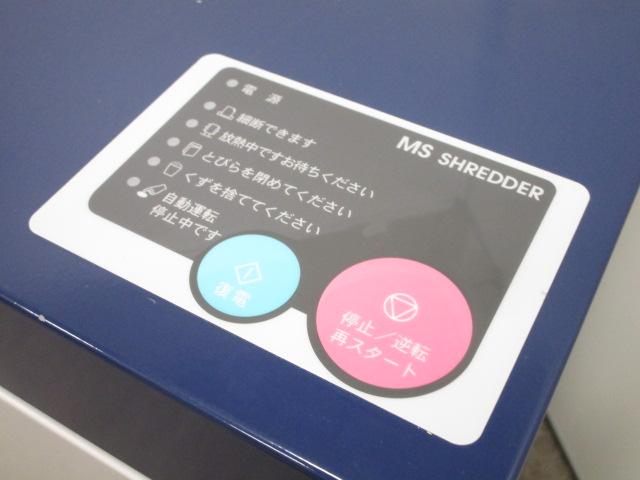 電源
MS SHREDDER
細断できます
放熱中ですお待ちください
とびらを閉めてください
くずを捨ててください
自動運転
停止中です
復電
停止/逆転
再スタート